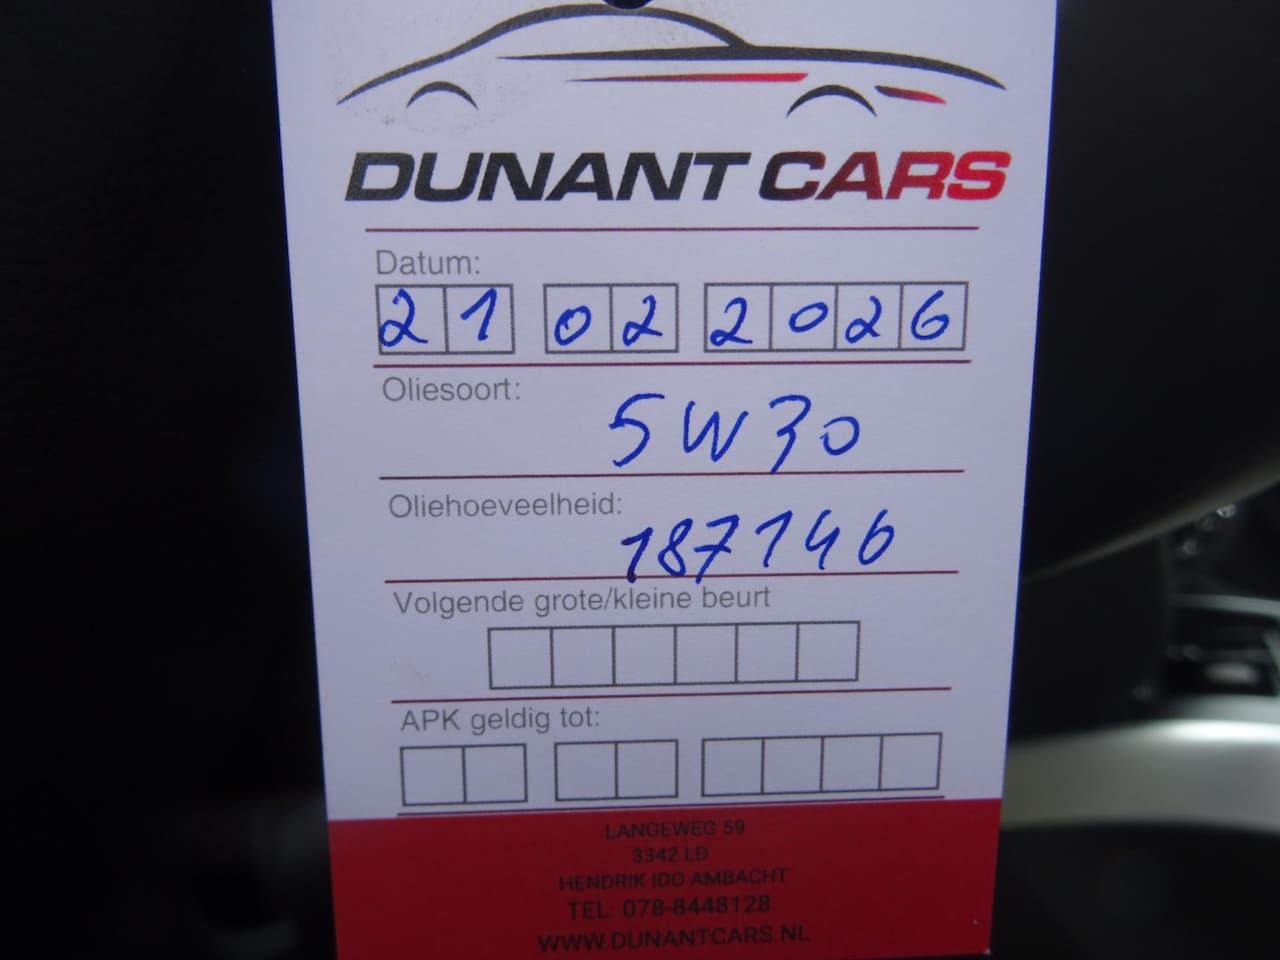 DUNANT CARS
Datum:
21 02 2026
Oliesoort:
5W30
Oliehoeveelheid:
187146
Volgende grote/kleine beurt
APK geldig tot:
LANGEWEG 59
3342 LD
HENDRIK IDO AMBACHT
TEL: 078-8448128
WWW.DUNANTCARS.NL